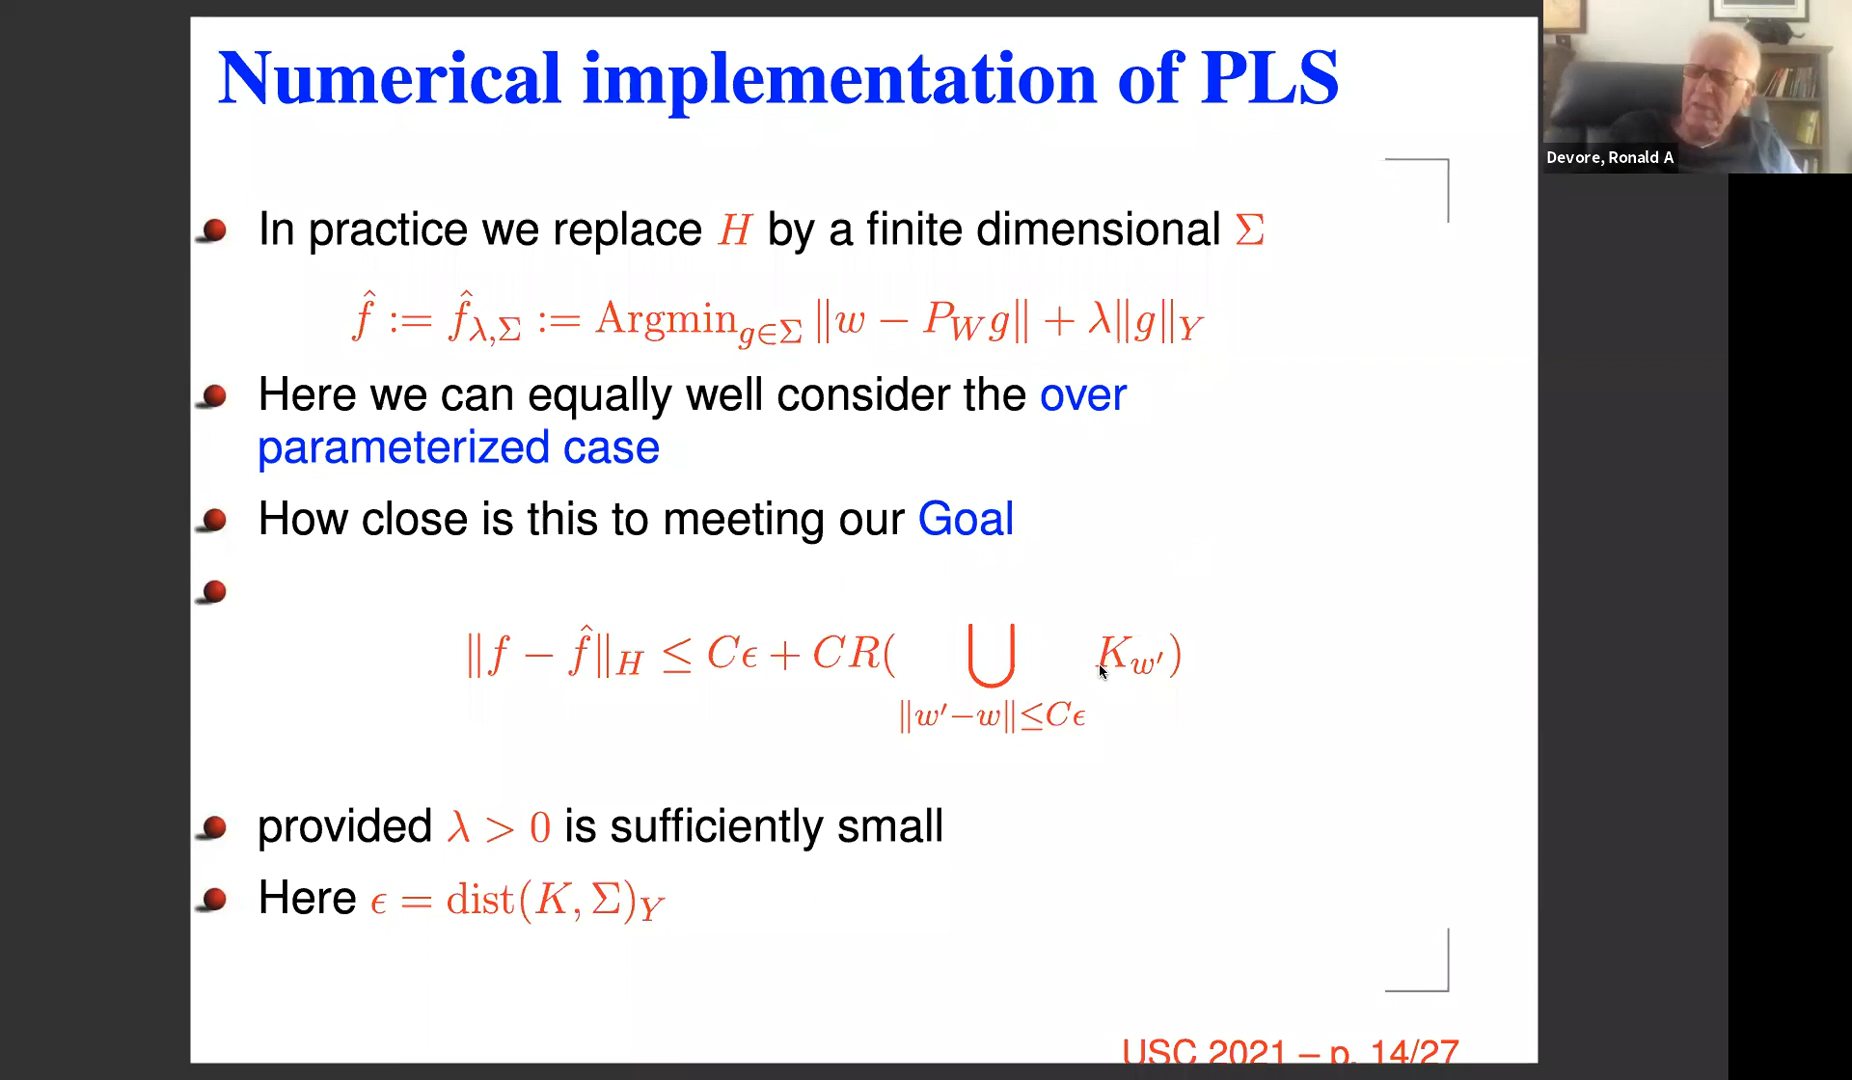 Numerical implementation of PLS
Devore, Ronald A
In practice we replace H by a finite dimensional Σ
f̂ := f̂_{λ,Σ} := Argmin_{g∈Σ} ‖w − P_W g‖ + λ‖g‖_Y
Here we can equally well consider the over
parameterized case
How close is this to meeting our Goal
‖f − f̂‖_H ≤ Cϵ + CR( ⋃_{‖w′−w‖≤Cϵ} K_{w′})
provided λ > 0 is sufficiently small
Here ϵ = dist(K, Σ)_Y
USC 2021 – p. 14/27